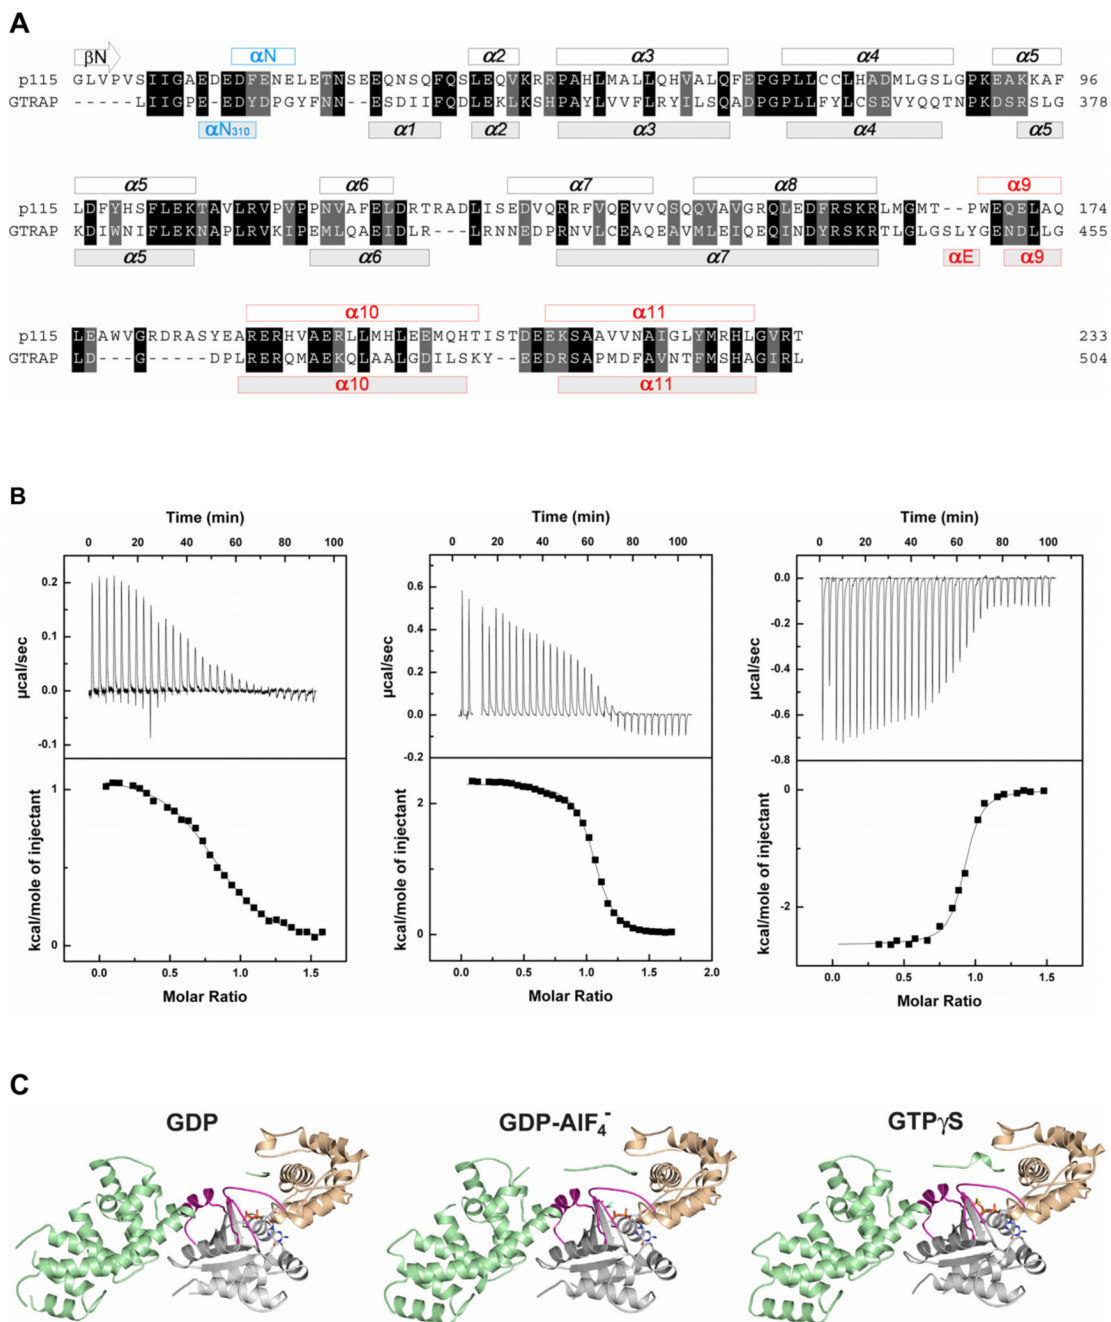 A
βN αN α2 α3 α4 α5
p115 GLVPVSIIGAEDEDFENELETNSEEQNSQFQSLEQVKRRPAHLMALLQHVALQFEPGPLLCCLHADMLGSLGPKEAKKAF 96
GTRAP -----LIIGPE-EDYDPGYFNN--ESDIIFQDLEKLKSHPAYLVVFLRYILSQADPGPLLFYLCSEVYQQTNPKDSRSLG 378
αN310 α1 α2 α3 α4 α5
α5 α6 α7 α8 α9
p115 LDFYHSFLEKTAVLRVPVPPNVAFELDRTRADLISEDVQRRFVQEVVQSQQVAVGRQLEDFRSKRLMGMT--PWEQELAQ 174
GTRAP KDIWNIFLEKNAPLRVKIPEMLQAEIDLR---LRNNEDPRNVLCEAQEAVMLEIQEQINDYRSKRTLGLGSLYGENDLLG 455
α5 α6 α7 αE α9
α10 α11
p115 LEAWVGRDRASYEARERHVAERLLMHLEEMQHTISTDEEKSAAVVNAIGLYMRHLGVRT 233
GTRAP LD---G-----DPLRERQMAEKQLAALGDILSKY--EEDRSAPMDFAVNTFMSHAGIRL 504
α10 α11
B
Time (min) Time (min) Time (min)
0 20 40 60 80 100 0 20 40 60 80 100 0 10 20 30 40 50 60 70 80 90 100
µcal/sec 0.2 0.1 0.0 -0.1
µcal/sec 0.6 0.4 0.2 0.0 -0.2
µcal/sec 0.0 -0.2 -0.4 -0.6 -0.8
kcal/mole of injectant 1 0
kcal/mole of injectant 2 0
kcal/mole of injectant 0 -2
0.0 0.5 1.0 1.5 0.0 0.5 1.0 1.5 2.0 0.0 0.5 1.0 1.5
Molar Ratio Molar Ratio Molar Ratio
C
GDP GDP-AlF4- GTPγS